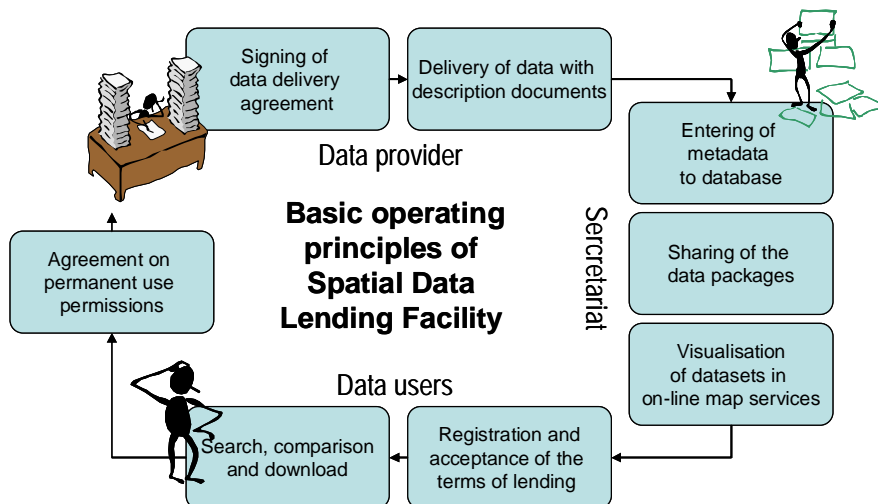 Signing of
data delivery
agreement
Delivery of data with
description documents
Entering of
metadata
to database
Data provider
Basic operating
principles of
Spatial Data
Lending Facility
Sercretariat
Sharing of the
data packages
Agreement on
permanent use
permissions
Visualisation
of datasets in
on-line map services
Data users
Search, comparison
and download
Registration and
acceptance of the
terms of lending